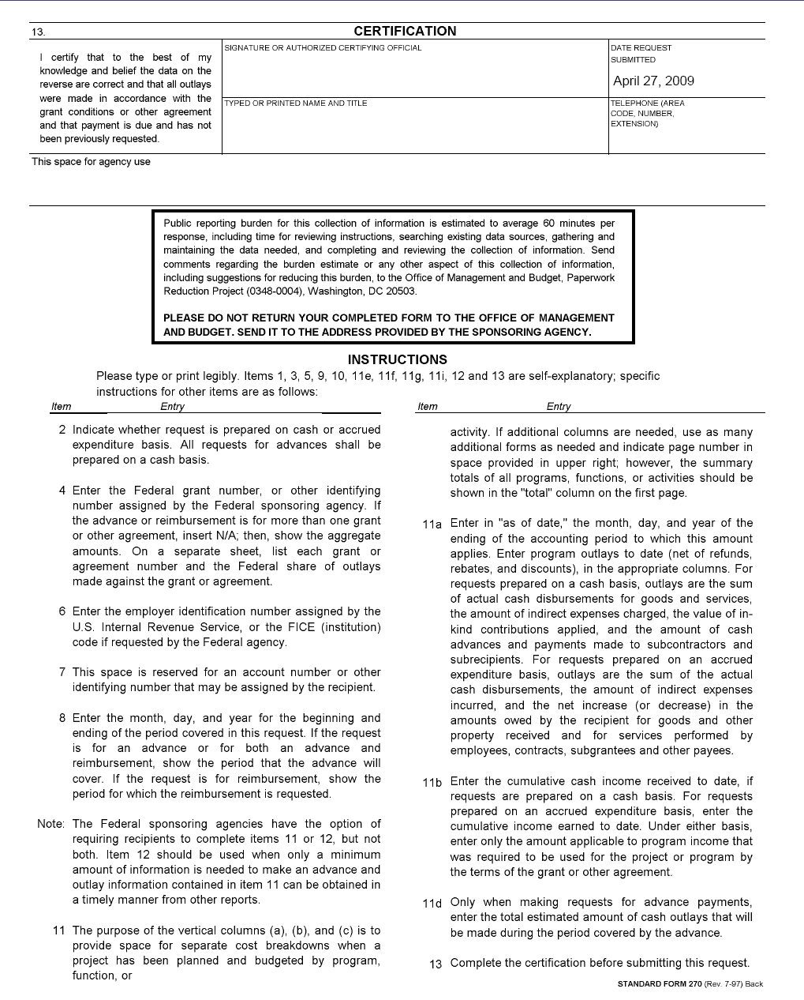 13.
CERTIFICATION
I certify that to the best of my
knowledge and belief the data on the
reverse are correct and that all outlays
were made in accordance with the
grant conditions or other agreement
and that payment is due and has not
been previously requested.
SIGNATURE OR AUTHORIZED CERTIFYING OFFICIAL
DATE REQUEST
SUBMITTED
April 27, 2009
TYPED OR PRINTED NAME AND TITLE
TELEPHONE (AREA
CODE, NUMBER,
EXTENSION)
This space for agency use
Public reporting burden for this collection of information is estimated to average 60 minutes per
response, including time for reviewing instructions, searching existing data sources, gathering and
maintaining the data needed, and completing and reviewing the collection of information. Send
comments regarding the burden estimate or any other aspect of this collection of information,
including suggestions for reducing this burden, to the Office of Management and Budget, Paperwork
Reduction Project (0348-0004), Washington, DC 20503.
PLEASE DO NOT RETURN YOUR COMPLETED FORM TO THE OFFICE OF MANAGEMENT
AND BUDGET. SEND IT TO THE ADDRESS PROVIDED BY THE SPONSORING AGENCY.
INSTRUCTIONS
Please type or print legibly. Items 1, 3, 5, 9, 10, 11e, 11f, 11g, 11i, 12 and 13 are self-explanatory; specific
instructions for other items are as follows:
Item Entry
2 Indicate whether request is prepared on cash or accrued
expenditure basis. All requests for advances shall be
prepared on a cash basis.
4 Enter the Federal grant number, or other identifying
number assigned by the Federal sponsoring agency. If
the advance or reimbursement is for more than one grant
or other agreement, insert N/A; then, show the aggregate
amounts. On a separate sheet, list each grant or
agreement number and the Federal share of outlays
made against the grant or agreement.
6 Enter the employer identification number assigned by the
U.S. Internal Revenue Service, or the FICE (institution)
code if requested by the Federal agency.
7 This space is reserved for an account number or other
identifying number that may be assigned by the recipient.
8 Enter the month, day, and year for the beginning and
ending of the period covered in this request. If the request
is for an advance or for both an advance and
reimbursement, show the period that the advance will
cover. If the request is for reimbursement, show the
period for which the reimbursement is requested.
Note: The Federal sponsoring agencies have the option of
requiring recipients to complete items 11 or 12, but not
both. Item 12 should be used when only a minimum
amount of information is needed to make an advance and
outlay information contained in item 11 can be obtained in
a timely manner from other reports.
11 The purpose of the vertical columns (a), (b), and (c) is to
provide space for separate cost breakdowns when a
project has been planned and budgeted by program,
function, or
Item Entry
activity. If additional columns are needed, use as many
additional forms as needed and indicate page number in
space provided in upper right; however, the summary
totals of all programs, functions, or activities should be
shown in the "total" column on the first page.
11a Enter in "as of date," the month, day, and year of the
ending of the accounting period to which this amount
applies. Enter program outlays to date (net of refunds,
rebates, and discounts), in the appropriate columns. For
requests prepared on a cash basis, outlays are the sum
of actual cash disbursements for goods and services,
the amount of indirect expenses charged, the value of in-
kind contributions applied, and the amount of cash
advances and payments made to subcontractors and
subrecipients. For requests prepared on an accrued
expenditure basis, outlays are the sum of the actual
cash disbursements, the amount of indirect expenses
incurred, and the net increase (or decrease) in the
amounts owed by the recipient for goods and other
property received and for services performed by
employees, contracts, subgrantees and other payees.
11b Enter the cumulative cash income received to date, if
requests are prepared on a cash basis. For requests
prepared on an accrued expenditure basis, enter the
cumulative income earned to date. Under either basis,
enter only the amount applicable to program income that
was required to be used for the project or program by
the terms of the grant or other agreement.
11d Only when making requests for advance payments,
enter the total estimated amount of cash outlays that will
be made during the period covered by the advance.
13 Complete the certification before submitting this request.
STANDARD FORM 270 (Rev. 7-97) Back